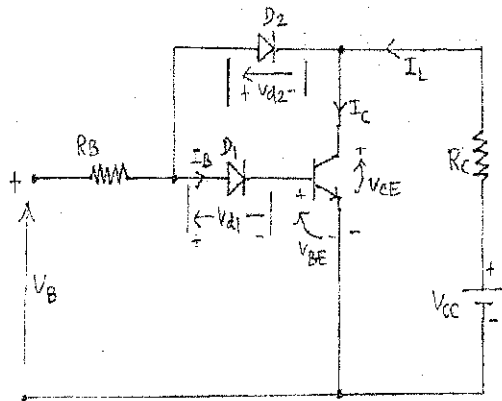 D2
+ Vd2 -
IL
IC
RB
IB
D1
+
+
VCE
-
RC
+ Vd1 -
+
VBE
-
VB
VCC
+
-